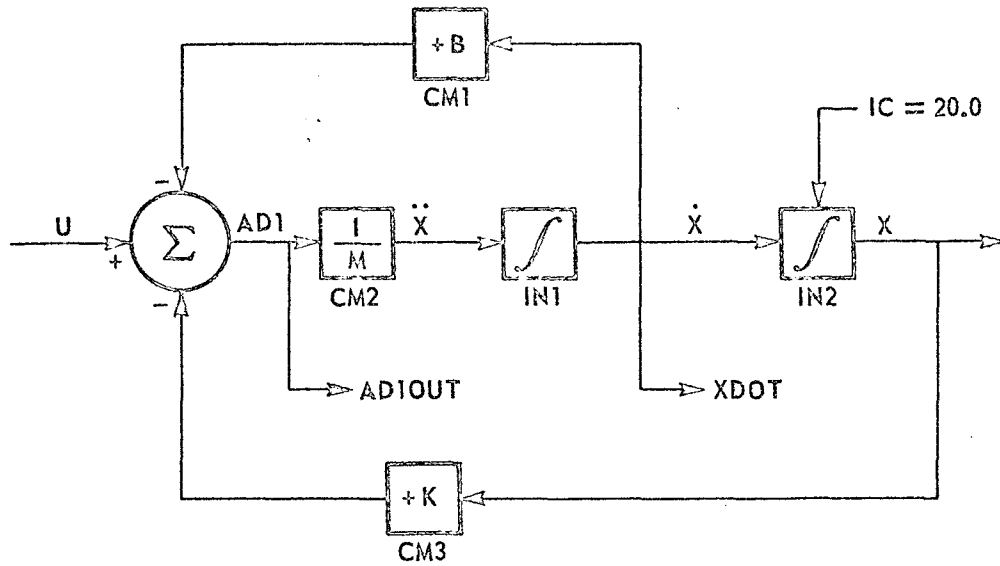 +B
CM1
IC = 20.0
−
U
+
Σ
AD1
1
M
CM2
Ẍ
∫
IN1
Ẋ
∫
IN2
X
−
AD1OUT
XDOT
+K
CM3